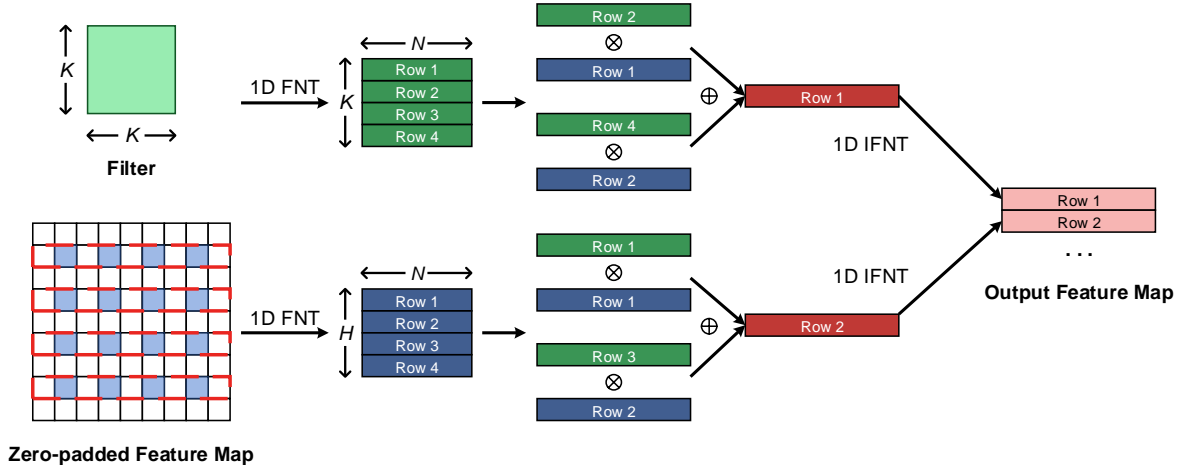 K
K
Filter
1D FNT
N
K
Row 1
Row 2
Row 3
Row 4
Row 2
⊗
Row 1
⊕
Row 4
⊗
Row 2
Row 1
1D IFNT
Zero-padded Feature Map
1D FNT
N
H
Row 1
Row 2
Row 3
Row 4
Row 1
⊗
Row 1
⊕
Row 3
⊗
Row 2
Row 2
1D IFNT
Row 1
Row 2
...
Output Feature Map